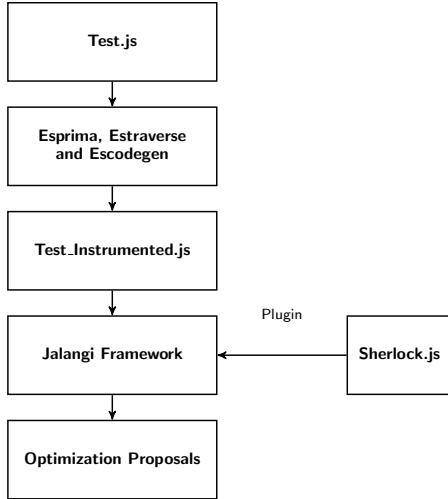 Test.js
Esprima, Estraverse
and Escodegen
Test_Instrumented.js
Plugin
Jalangi Framework
Sherlock.js
Optimization Proposals